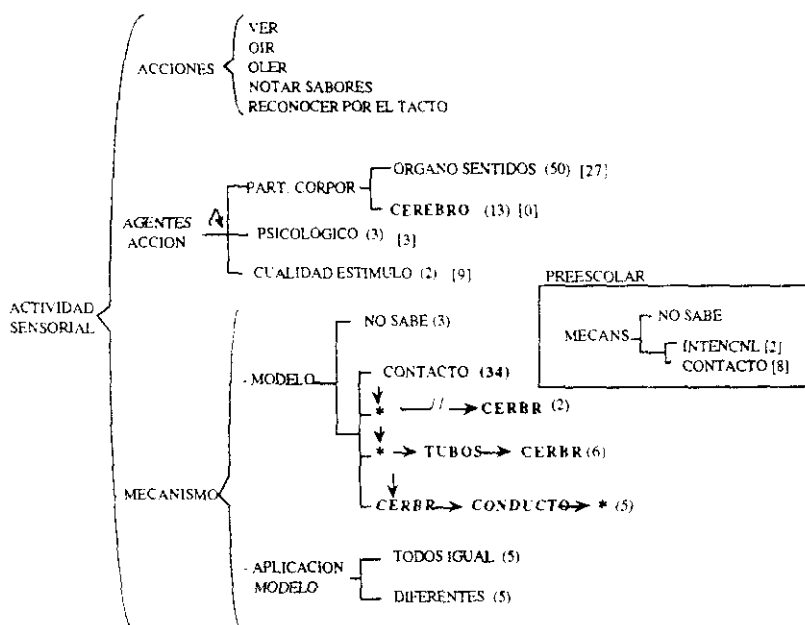 VER
OIR
ACCIONES
OLER
NOTAR SABORES
RECONOCER POR EL TACTO
ORGANO SENTIDOS (50) [27]
PART. CORPOR
CEREBRO (13) [0]
AGENTES
ACCION
PSICOLOGICO (3) [3]
CUALIDAD ESTIMULO (2) [9]
ACTIVIDAD
SENSORIAL
PREESCOLAR
NO SABE
MECANS
INTENCNL [2]
CONTACTO [8]
NO SABE (3)
- MODELO
CONTACTO (34)
* // CERBR (2)
* TUBOS CERBR (6)
MECANISMO
CERBR CONDUCTO * (5)
TODOS IGUAL (5)
- APLICACION
MODELO
DIFERENTES (5)